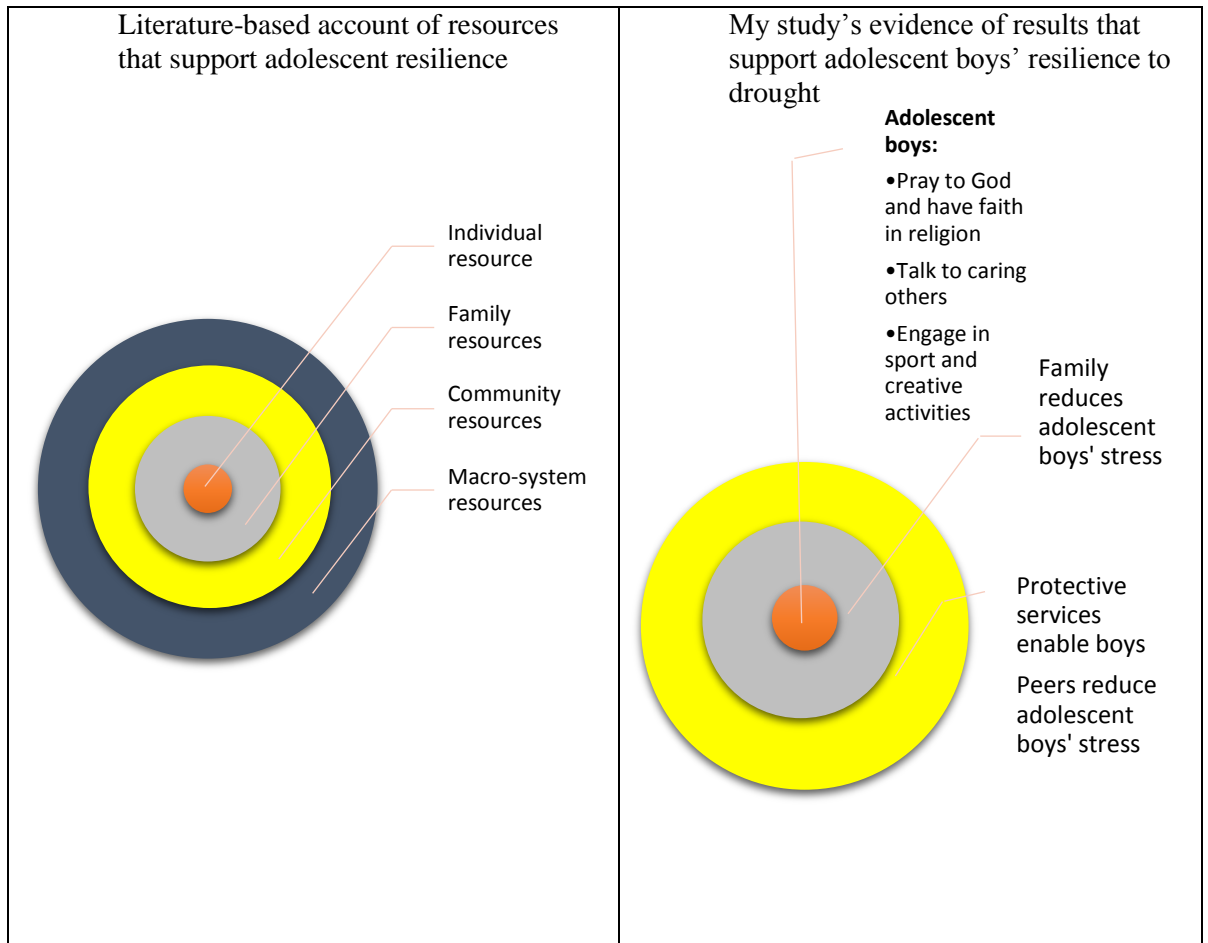 Literature-based account of resources
that support adolescent resilience
Individual
resource
Family
resources
Community
resources
Macro-system
resources
My study’s evidence of results that
support adolescent boys’ resilience to
drought
Adolescent
boys:
•Pray to God
and have faith
in religion
•Talk to caring
others
•Engage in
sport and
creative
activities
Family
reduces
adolescent
boys' stress
Protective
services
enable boys
Peers reduce
adolescent
boys' stress